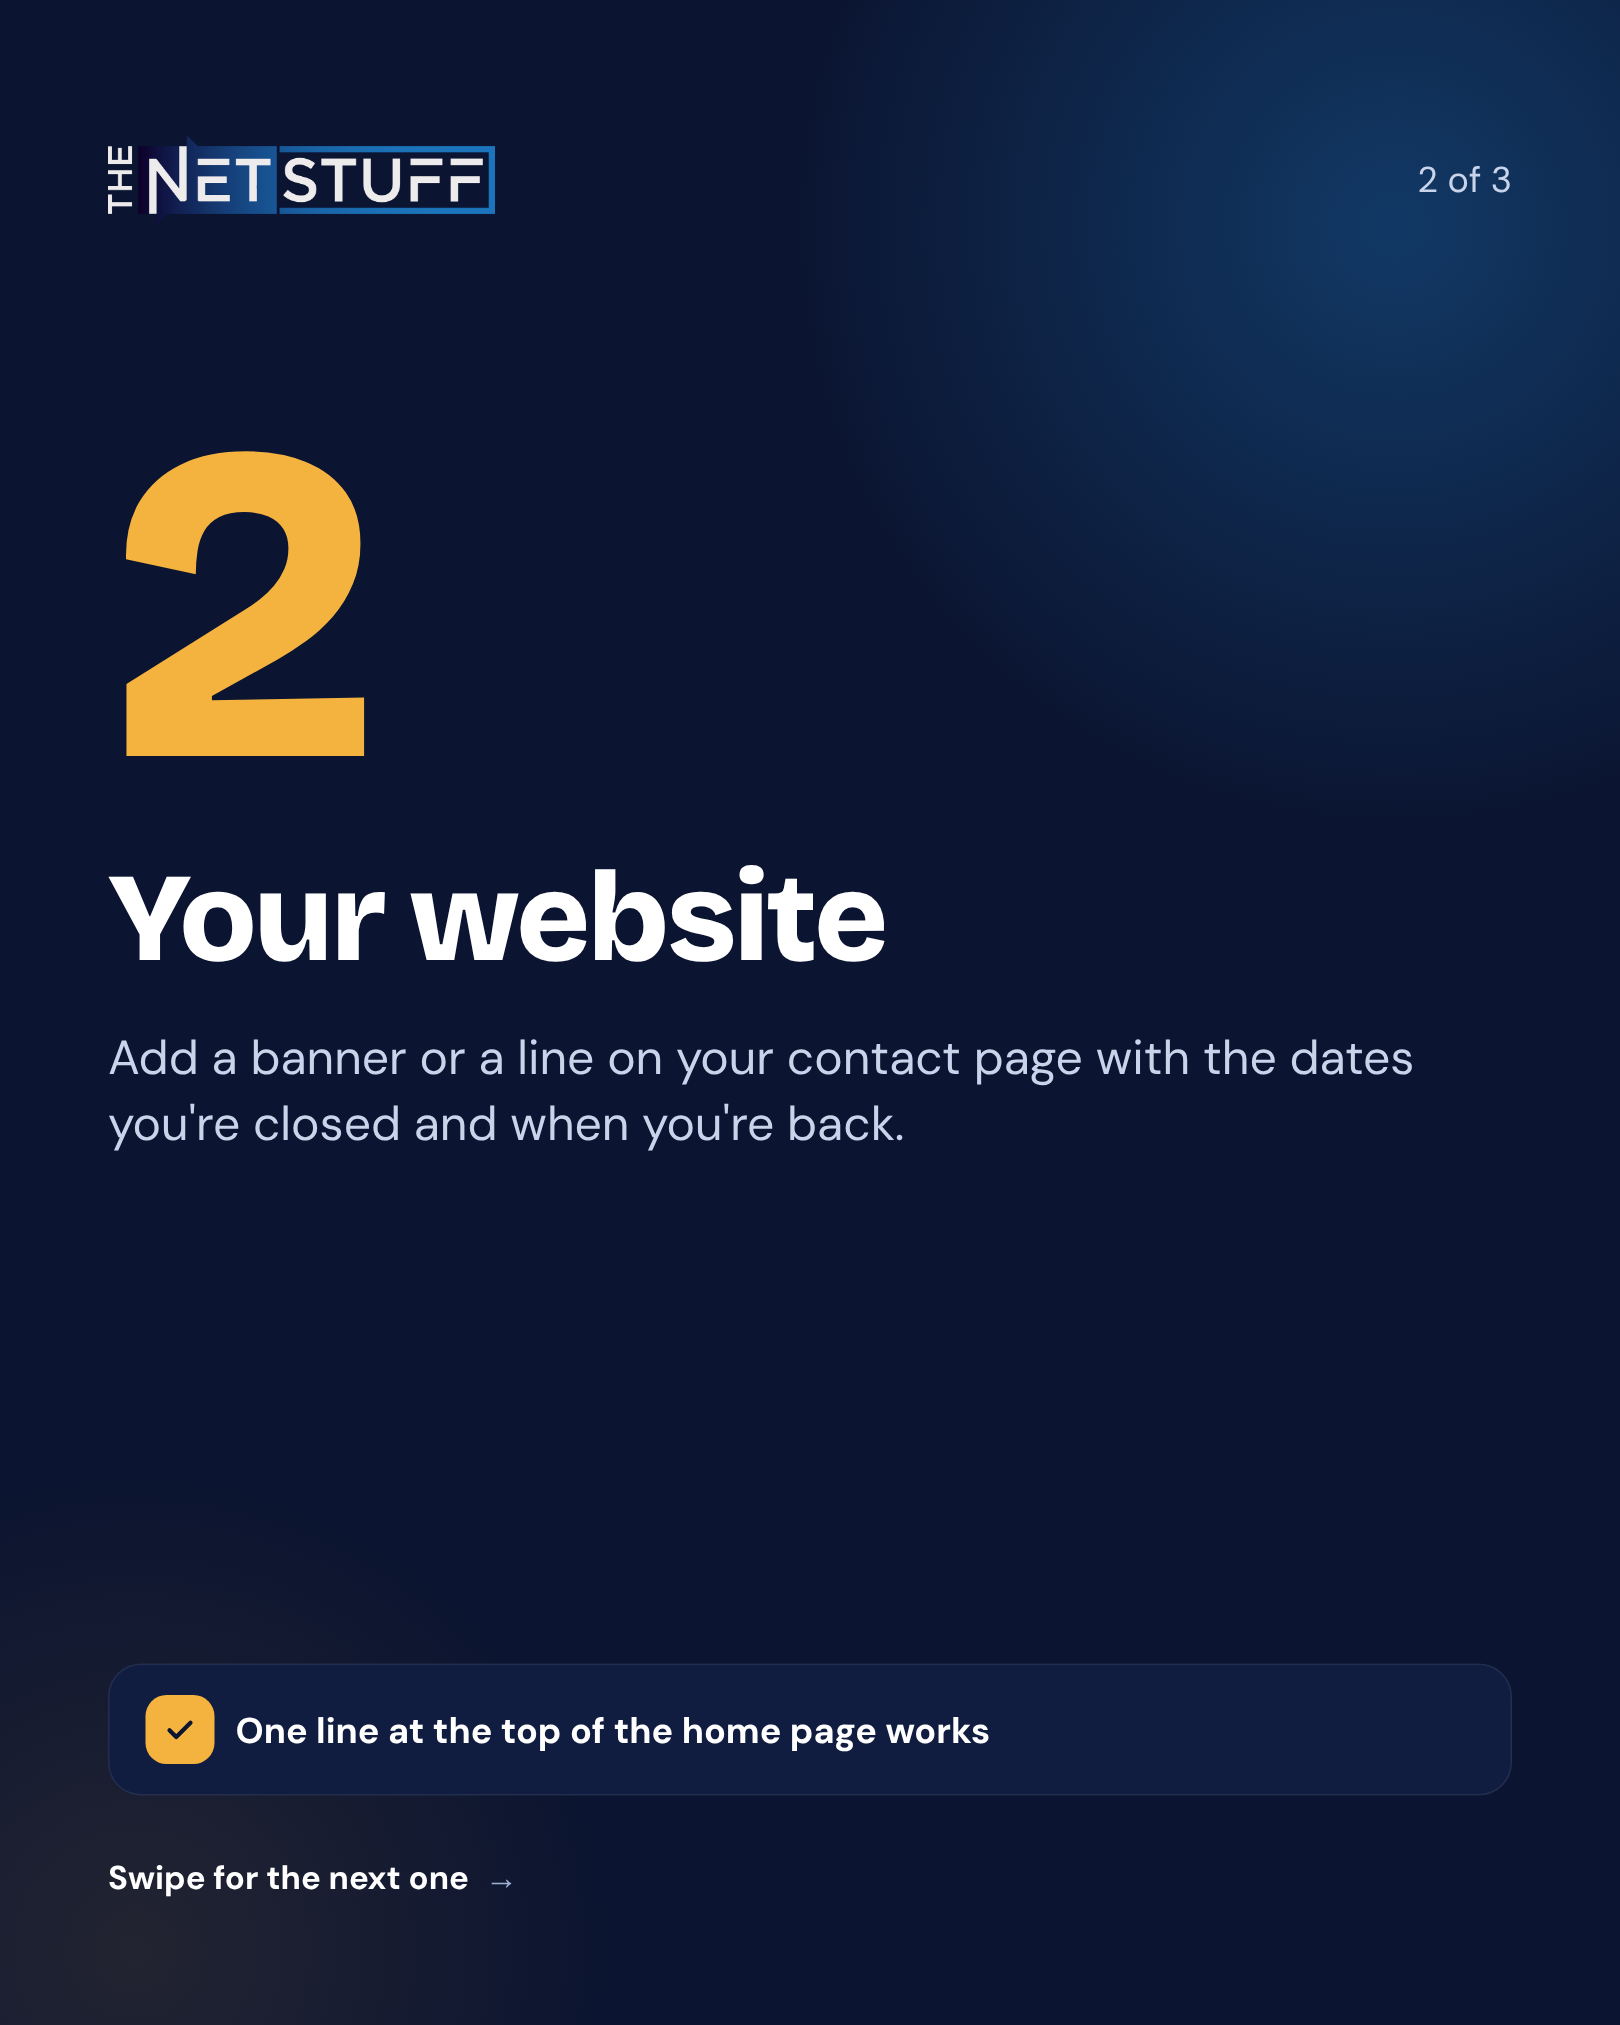 THE NETSTUFF
2 of 3
2
Your website
Add a banner or a line on your contact page with the dates
you're closed and when you're back.
One line at the top of the home page works
Swipe for the next one →